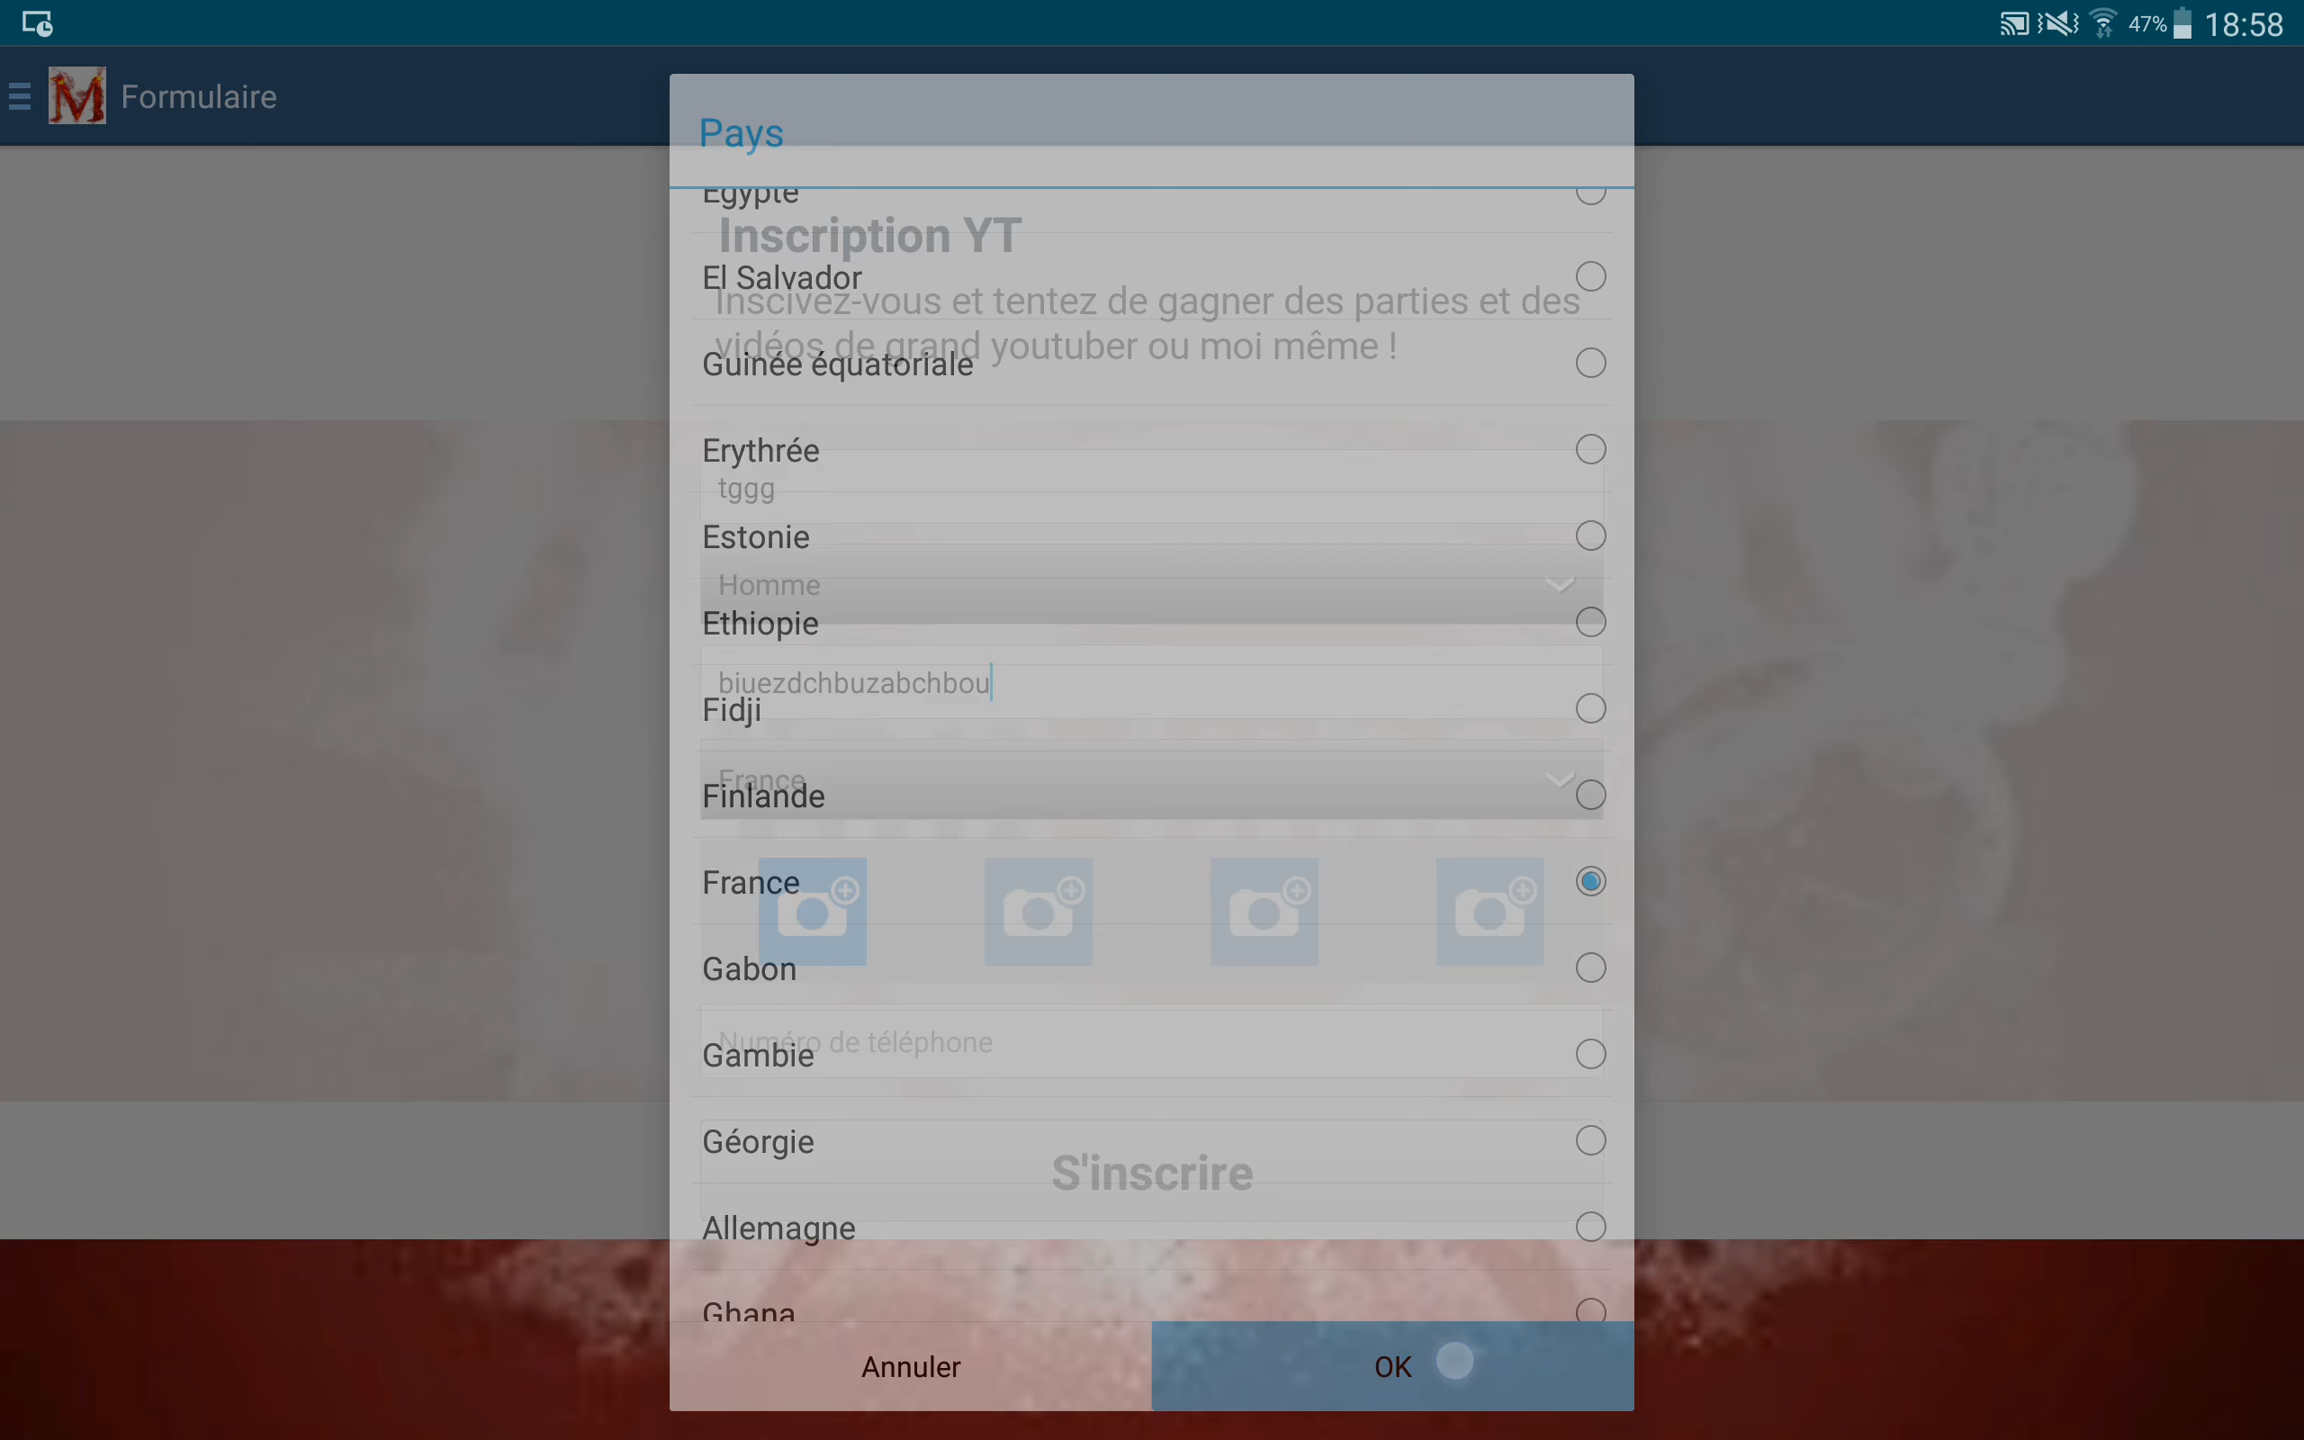 47% 18:58
M Formulaire
Pays
Egypte
Inscription YT
El Salvador
Inscivez-vous et tentez de gagner des parties et des
vidéos de grand youtuber ou moi même !
Guinée équatoriale
Erythrée
tggg
Estonie
Homme
Ethiopie
biuezdchbuzabchbou
Fidji
France
Finlande
France
Gabon
Numéro de téléphone
Gambie
Géorgie
S'inscrire
Allemagne
Ghana
Annuler OK